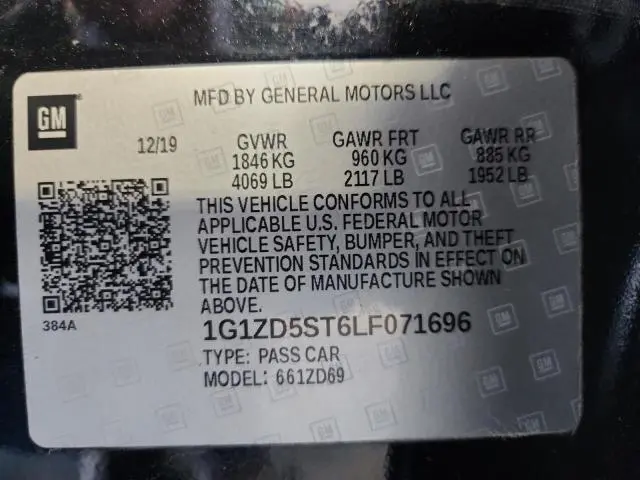 GM
MFD BY GENERAL MOTORS LLC
12/19 GVWR GAWR FRT GAWR RR
1846 KG 960 KG 885 KG
4069 LB 2117 LB 1952 LB
THIS VEHICLE CONFORMS TO ALL
APPLICABLE U.S. FEDERAL MOTOR
VEHICLE SAFETY, BUMPER, AND THEFT
PREVENTION STANDARDS IN EFFECT ON
THE DATE OF MANUFACTURE SHOWN
ABOVE.
384A
1G1ZD5ST6LF071696
TYPE: PASS CAR
MODEL: 661ZD69